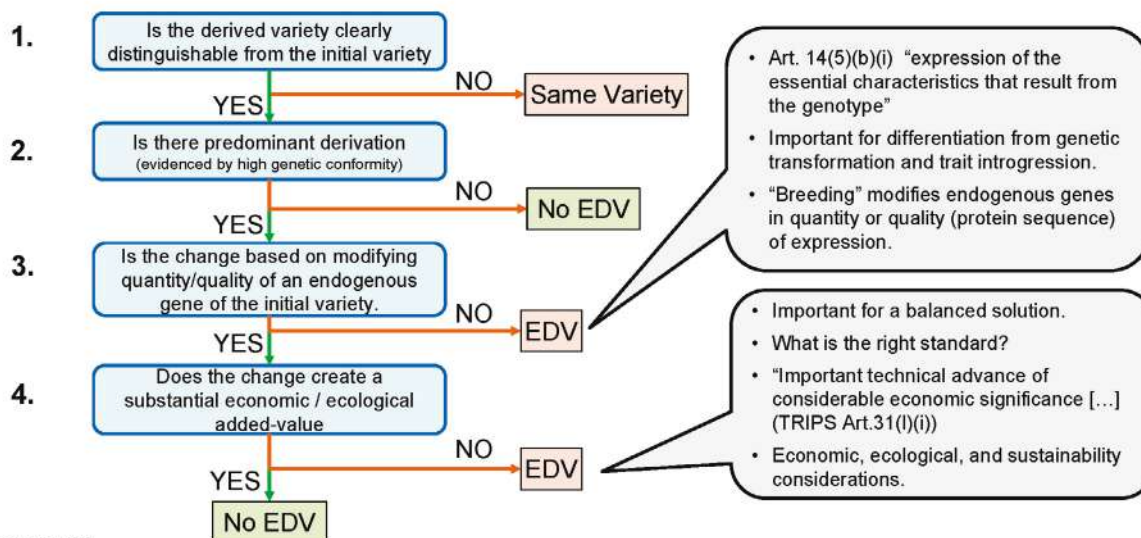 1.
Is the derived variety clearly
distinguishable from the initial variety
NO
Same Variety
YES
2.
Is there predominant derivation
(evidenced by high genetic conformity)
NO
No EDV
YES
3.
Is the change based on modifying
quantity/quality of an endogenous
gene of the initial variety.
NO
EDV
YES
4.
Does the change create a
substantial economic / ecological
added-value
NO
EDV
YES
No EDV
• Art. 14(5)(b)(i) “expression of the
essential characteristics that result from
the genotype”
• Important for differentiation from genetic
transformation and trait introgression.
• “Breeding” modifies endogenous genes
in quantity or quality (protein sequence)
of expression.
• Important for a balanced solution.
• What is the right standard?
• “Important technical advance of
considerable economic significance […]
(TRIPS Art.31(l)(i))
• Economic, ecological, and sustainability
considerations.